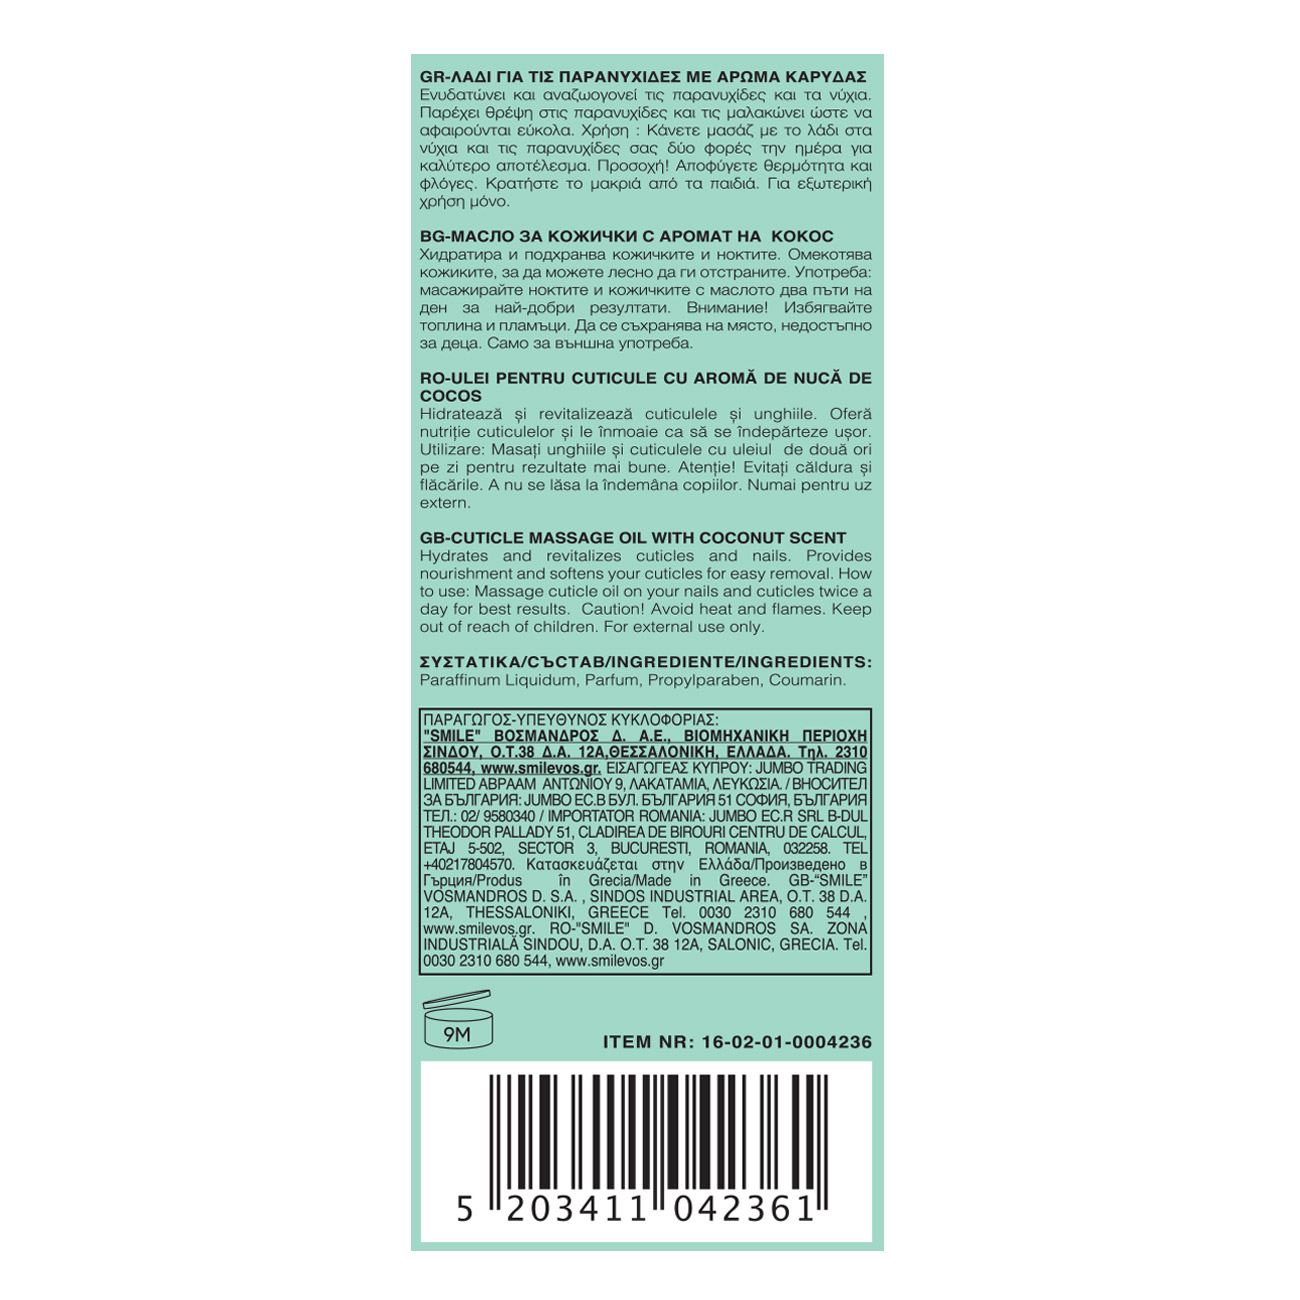 GR-ΛΑΔΙ ΓΙΑ ΤΙΣ ΠΑΡΑΝΥΧΙΔΕΣ ΜΕ ΑΡΩΜΑ ΚΑΡΥΔΑΣ
Ενυδατώνει και αναζωογονεί τις παρανυχίδες και τα νύχια.
Παρέχει θρέψη στις παρανυχίδες και τις μαλακώνει ώστε να
αφαιρούνται εύκολα. Χρήση : Κάνετε μασάζ με το λάδι στα
νύχια και τις παρανυχίδες σας δύο φορές την ημέρα για
καλύτερο αποτέλεσμα. Προσοχή! Αποφύγετε θερμότητα και
φλόγες. Κρατήστε το μακριά από τα παιδιά. Για εξωτερική
χρήση μόνο.
BG-МАСЛО ЗА КОЖИЧКИ С АРОМАТ НА КОКОС
Хидратира и подхранва кожичките и ноктите. Омекотява
кожиките, за да можете лесно да ги отстраните. Употреба:
масажирайте ноктите и кожичките с маслото два пъти на
ден за най-добри резултати. Внимание! Избягвайте
топлина и пламъци. Да се съхранява на място, недостъпно
за деца. Само за външна употреба.
RO-ULEI PENTRU CUTICULE CU AROMĂ DE NUCĂ DE
COCOS
Hidratează și revitalizează cuticulele și unghiile. Oferă
nutriție cuticulelor și le înmoaie ca să se îndepărteze ușor.
Utilizare: Masați unghiile și cuticulele cu uleiul de două ori
pe zi pentru rezultate mai bune. Atenție! Evitați căldura și
flăcările. A nu se lăsa la îndemâna copiilor. Numai pentru uz
extern.
GB-CUTICLE MASSAGE OIL WITH COCONUT SCENT
Hydrates and revitalizes cuticles and nails. Provides
nourishment and softens your cuticles for easy removal. How
to use: Massage cuticle oil on your nails and cuticles twice a
day for best results. Caution! Avoid heat and flames. Keep
out of reach of children. For external use only.
ΣΥΣΤΑΤΙΚΑ/СЪСТАВ/INGREDIENTE/INGREDIENTS:
Paraffinum Liquidum, Parfum, Propylparaben, Coumarin.
ΠΑΡΑΓΩΓΟΣ-ΥΠΕΥΘΥΝΟΣ ΚΥΚΛΟΦΟΡΙΑΣ:
"SMILE" ΒΟΣΜΑΝΔΡΟΣ Δ. Α.Ε., ΒΙΟΜΗΧΑΝΙΚΗ ΠΕΡΙΟΧΗ
ΣΙΝΔΟΥ, Ο.Τ.38 Δ.Α. 12Α,ΘΕΣΣΑΛΟΝΙΚΗ, ΕΛΛΑΔΑ. Τηλ. 2310
680544, www.smilevos.gr. ΕΙΣΑΓΩΓΕΑΣ ΚΥΠΡΟΥ: JUMBO TRADING
LIMITED ΑΒΡΑΑΜ ΑΝΤΩΝΙΟΥ 9, ΛΑΚΑΤΑΜΙΑ, ΛΕΥΚΩΣΙΑ. / ВНОСИТЕЛ
ЗА БЪЛГАРИЯ: JUMBO EC.B БУЛ. БЪЛГАРИЯ 51 СОФИЯ, БЪЛГАРИЯ
ТЕЛ.: 02/ 9580340 / IMPORTATOR ROMANIA: JUMBO EC.R SRL B-DUL
THEODOR PALLADY 51, CLADIREA DE BIROURI CENTRU DE CALCUL,
ETAJ 5-502, SECTOR 3, BUCURESTI, ROMANIA, 032258. TEL
+40217804570. Κατασκευάζεται στην Ελλάδα/Произведено в
Гърция/Produs în Grecia/Made in Greece. GB-“SMILE”
VOSMANDROS D. S.A. , SINDOS INDUSTRIAL AREA, O.T. 38 D.A.
12A, THESSALONIKI, GREECE Tel. 0030 2310 680 544 ,
www.smilevos.gr. RO-"SMILE" D. VOSMANDROS SA. ZONA
INDUSTRIALĂ SINDOU, D.A. O.T. 38 12A, SALONIC, GRECIA. Tel.
0030 2310 680 544, www.smilevos.gr
9M
ITEM NR: 16-02-01-0004236
5 203411 042361